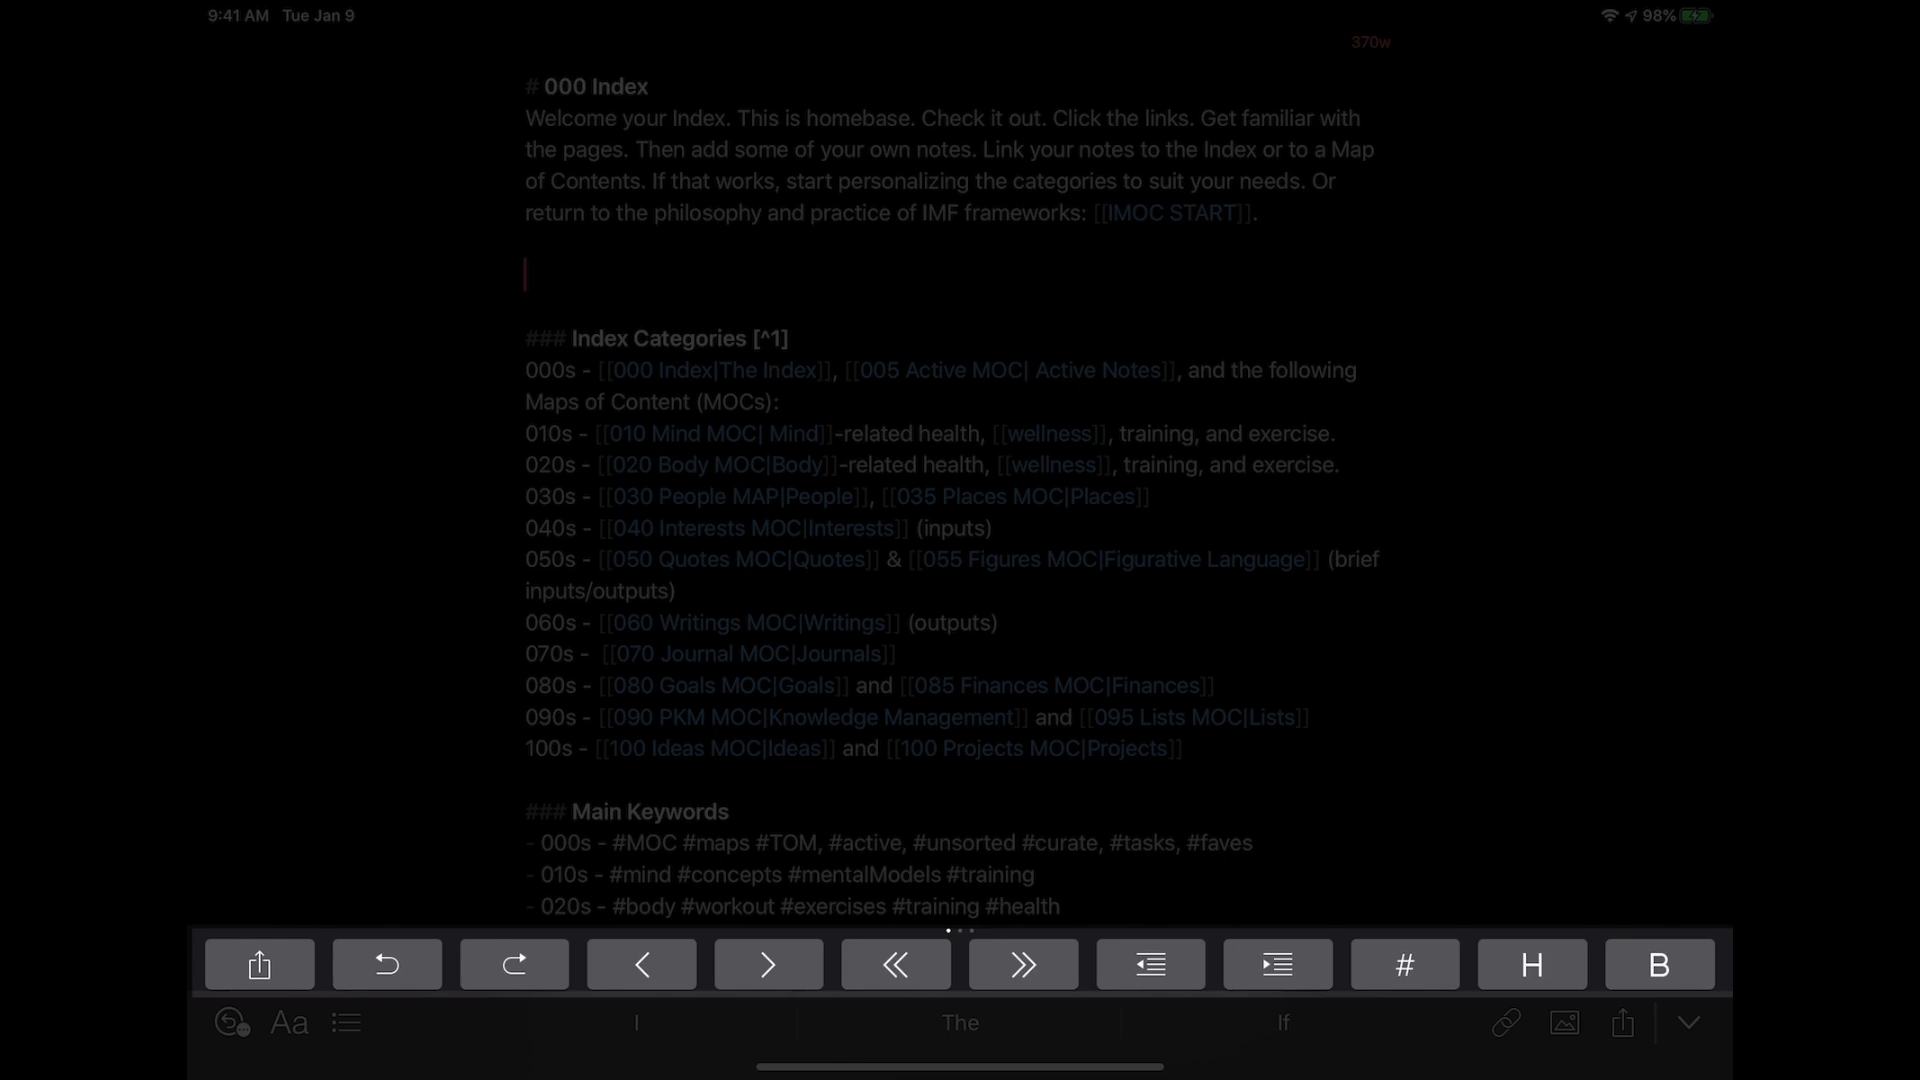 9:41 AM Tue Jan 9
98%
370w
# 000 Index
Welcome your Index. This is homebase. Check it out. Click the links. Get familiar with
the pages. Then add some of your own notes. Link your notes to the Index or to a Map
of Contents. If that works, start personalizing the categories to suit your needs. Or
return to the philosophy and practice of IMF frameworks: [[IMOC START]].
### Index Categories [^1]
000s - [[000 Index|The Index]], [[005 Active MOC| Active Notes]], and the following
Maps of Content (MOCs):
010s - [[010 Mind MOC| Mind]]-related health, [[wellness]], training, and exercise.
020s - [[020 Body MOC|Body]]-related health, [[wellness]], training, and exercise.
030s - [[030 People MAP|People]], [[035 Places MOC|Places]]
040s - [[040 Interests MOC|Interests]] (inputs)
050s - [[050 Quotes MOC|Quotes]] & [[055 Figures MOC|Figurative Language]] (brief
inputs/outputs)
060s - [[060 Writings MOC|Writings]] (outputs)
070s -  [[070 Journal MOC|Journals]]
080s - [[080 Goals MOC|Goals]] and [[085 Finances MOC|Finances]]
090s - [[090 PKM MOC|Knowledge Management]] and [[095 Lists MOC|Lists]]
100s - [[100 Ideas MOC|Ideas]] and [[100 Projects MOC|Projects]]
### Main Keywords
- 000s - #MOC #maps #TOM, #active, #unsorted #curate, #tasks, #faves
- 010s - #mind #concepts #mentalModels #training
- 020s - #body #workout #exercises #training #health
# H B
Aa I The If